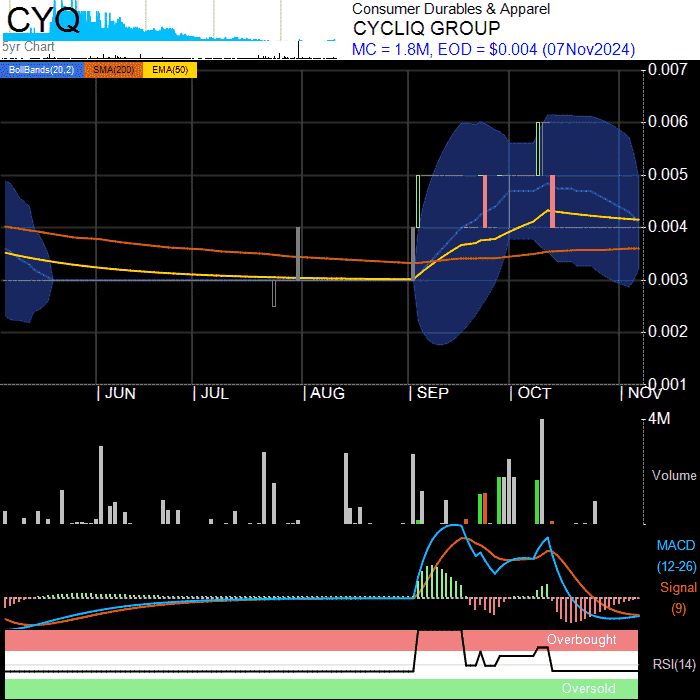 CYQ
5yr Chart
Consumer Durables & Apparel
CYCLIQ GROUP
MC = 1.8M, EOD = $0.004 (07Nov2024)
BollBands(20,2) SMA(200) EMA(50)
0.007
0.006
0.005
0.004
0.003
0.002
0.001
JUN JUL AUG SEP OCT NOV
4M
Volume
MACD
(12-26)
Signal
(9)
Overbought
RSI(14)
Oversold